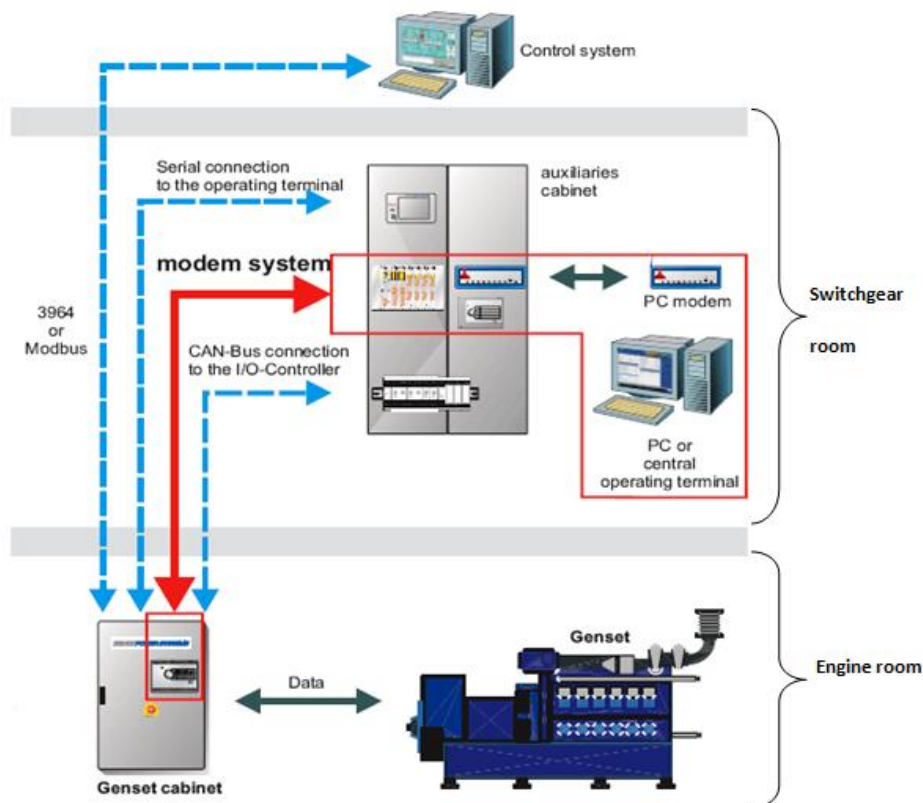 Control system
Serial connection
to the operating terminal
auxiliaries
cabinet
modem system
PC modem
3964
or
Modbus
Switchgear
room
CAN-Bus connection
to the I/O-Controller
PC or
central
operating terminal
Genset
Engine room
Data
Genset cabinet